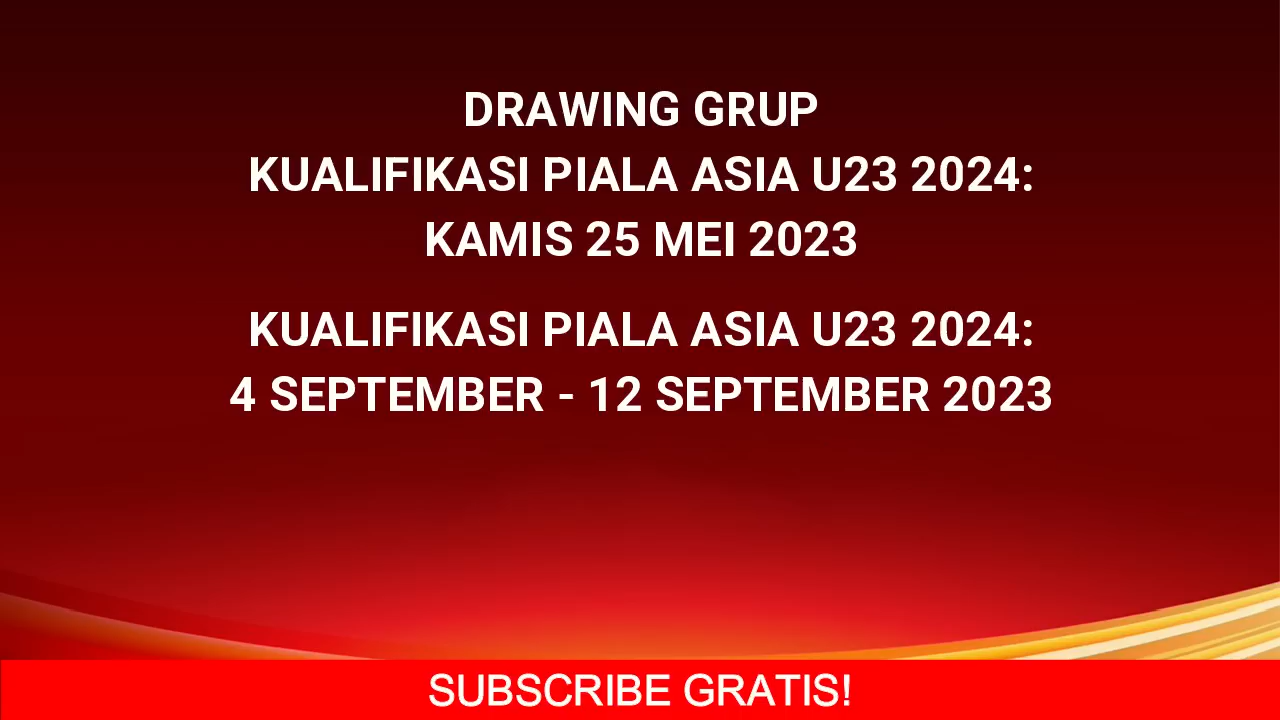 DRAWING GRUP
KUALIFIKASI PIALA ASIA U23 2024:
KAMIS 25 MEI 2023
KUALIFIKASI PIALA ASIA U23 2024:
4 SEPTEMBER - 12 SEPTEMBER 2023
SUBSCRIBE GRATIS!